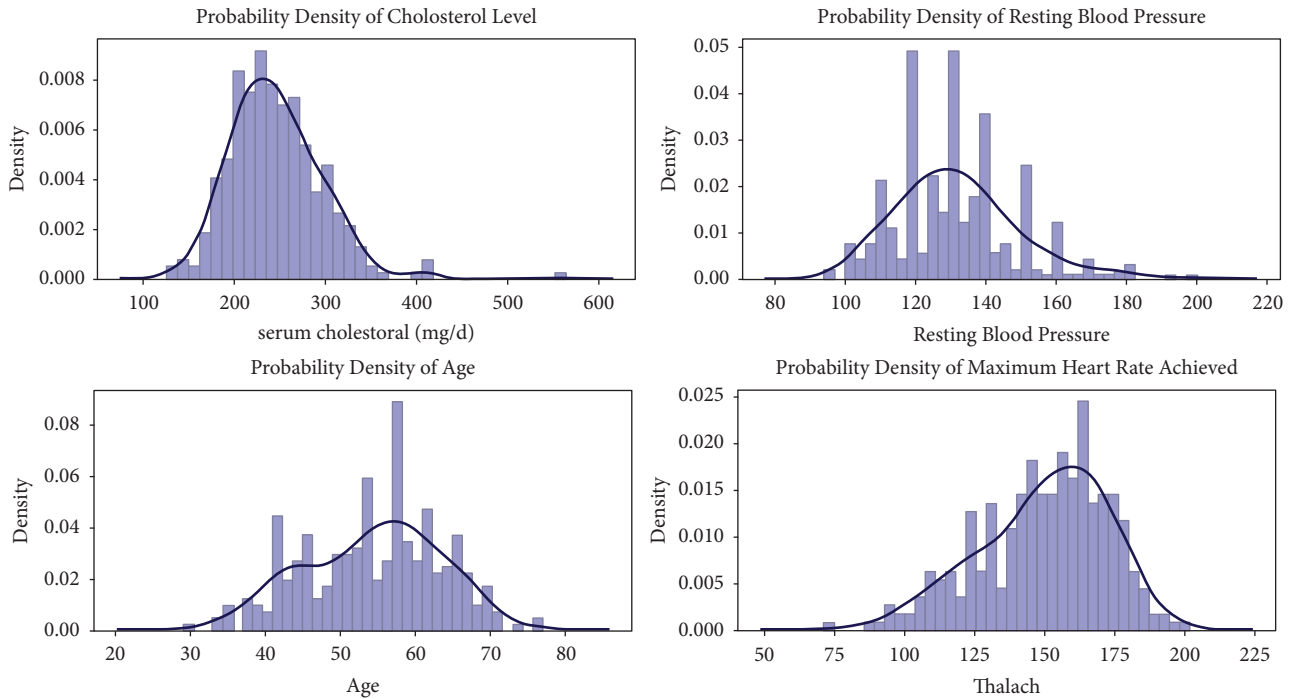 Probability Density of Cholosterol Level
Density
0.008
0.006
0.004
0.002
0.000
100 200 300 400 500 600
serum cholestoral (mg/d)
Probability Density of Resting Blood Pressure
Density
0.05
0.04
0.03
0.02
0.01
0.00
80 100 120 140 160 180 200 220
Resting Blood Pressure
Probability Density of Age
Density
0.08
0.06
0.04
0.02
0.00
20 30 40 50 60 70 80
Age
Probability Density of Maximum Heart Rate Achieved
Density
0.025
0.020
0.015
0.010
0.005
0.000
50 75 100 125 150 175 200 225
Thalach